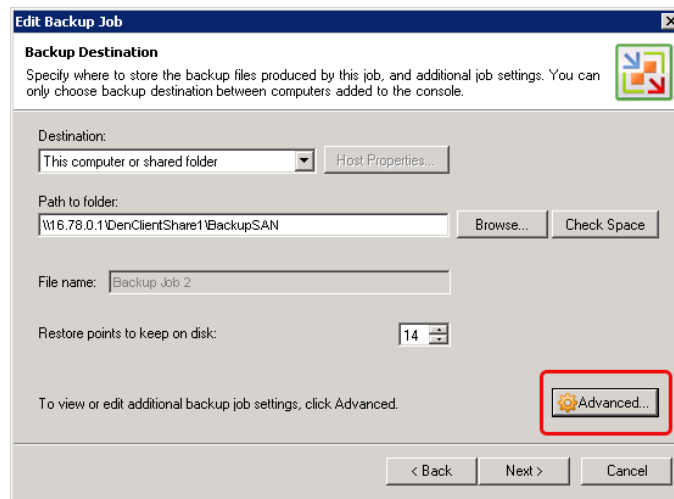 Edit Backup Job
Backup Destination
Specify where to store the backup files produced by this job, and additional job settings. You can
only choose backup destination between computers added to the console.
Destination:
This computer or shared folder
Host Properties...
Path to folder:
\\16.78.0.1\DenClientShare1\BackupSAN
Browse...
Check Space
File name:
Backup Job 2
Restore points to keep on disk:
14
To view or edit additional backup job settings, click Advanced.
Advanced...
< Back
Next >
Cancel